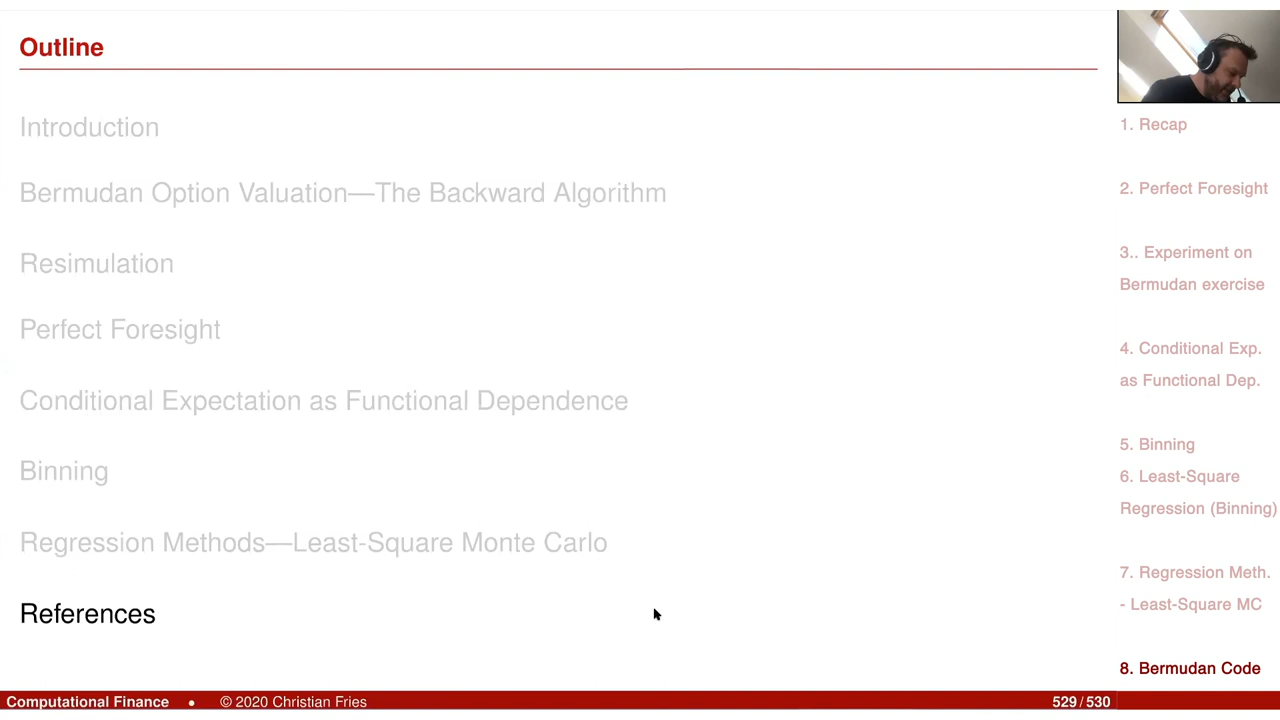 Outline
Introduction
Bermudan Option Valuation—The Backward Algorithm
Resimulation
Perfect Foresight
Conditional Expectation as Functional Dependence
Binning
Regression Methods—Least-Square Monte Carlo
References
1. Recap
2. Perfect Foresight
3.. Experiment on
Bermudan exercise
4. Conditional Exp.
as Functional Dep.
5. Binning
6. Least-Square
Regression (Binning)
7. Regression Meth.
- Least-Square MC
8. Bermudan Code
Computational Finance • © 2020 Christian Fries 529 / 530